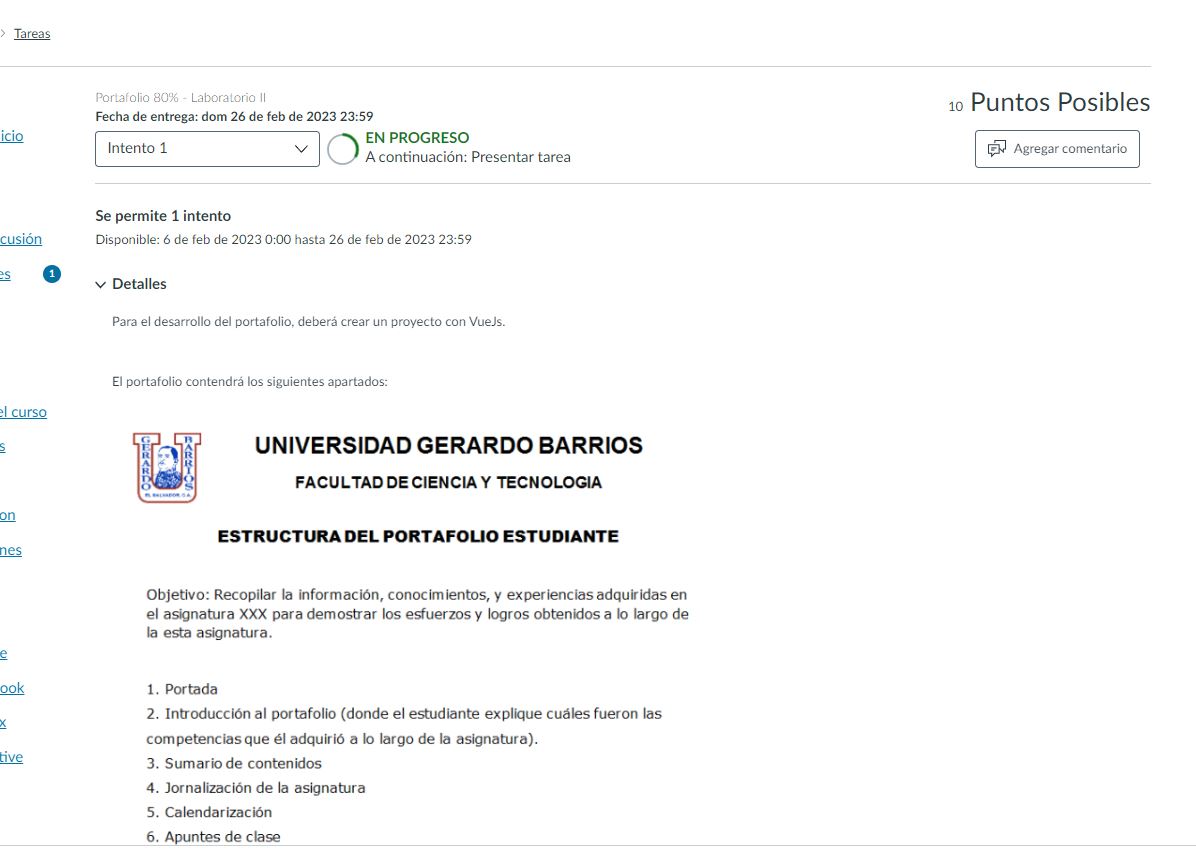 Tareas
Portafolio 80% - Laboratorio II
Fecha de entrega: dom 26 de feb de 2023 23:59
10 Puntos Posibles
icio
Intento 1
EN PROGRESO
A continuación: Presentar tarea
Agregar comentario
Se permite 1 intento
cusión
Disponible: 6 de feb de 2023 0:00 hasta 26 de feb de 2023 23:59
es
1
Detalles
Para el desarrollo del portafolio, deberá crear un proyecto con VueJs.
El portafolio contendrá los siguientes apartados:
el curso
s
GERARDO BARRIOS
EL SALVADOR, C.A.
UNIVERSIDAD GERARDO BARRIOS
FACULTAD DE CIENCIA Y TECNOLOGIA
on
ESTRUCTURA DEL PORTAFOLIO ESTUDIANTE
nes
Objetivo: Recopilar la información, conocimientos, y experiencias adquiridas en
el asignatura XXX para demostrar los esfuerzos y logros obtenidos a lo largo de
la esta asignatura.
e
ook
x
tive
1. Portada
2. Introducción al portafolio (donde el estudiante explique cuáles fueron las
competencias que él adquirió a lo largo de la asignatura).
3. Sumario de contenidos
4. Jornalización de la asignatura
5. Calendarización
6. Apuntes de clase